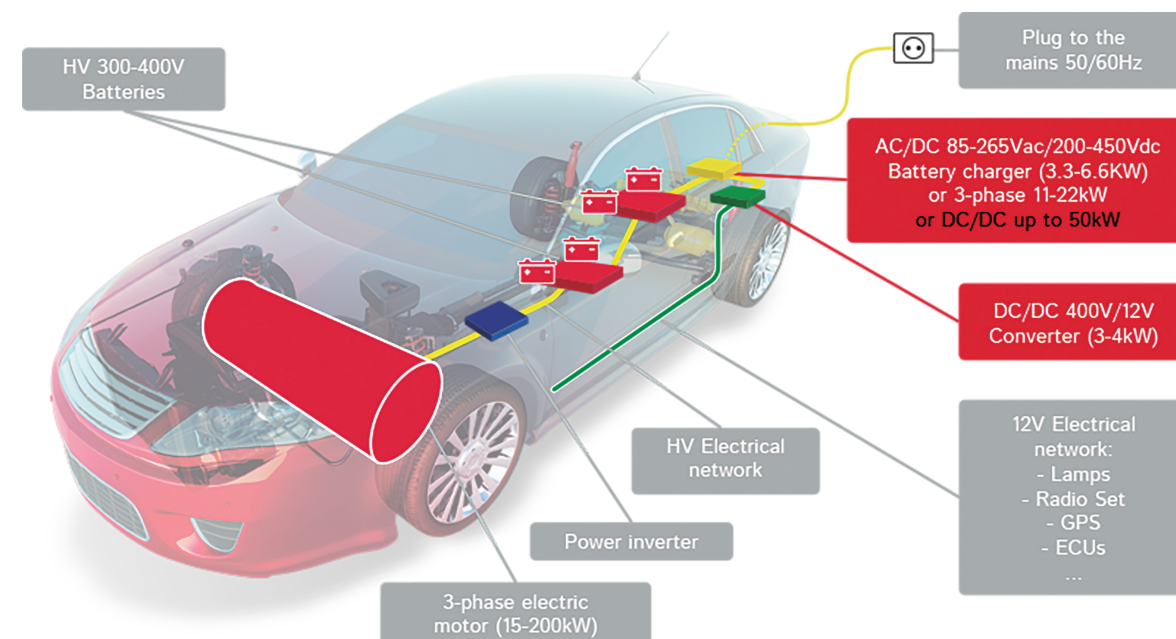 HV 300-400V
Batteries
Plug to the
mains 50/60Hz
AC/DC 85-265Vac/200-450Vdc
Battery charger (3.3-6.6KW)
or 3-phase 11-22kW
or DC/DC up to 50kW
DC/DC 400V/12V
Converter (3-4kW)
12V Electrical
network:
- Lamps
- Radio Set
- GPS
- ECUs
...
HV Electrical
network
Power inverter
3-phase electric
motor (15-200kW)